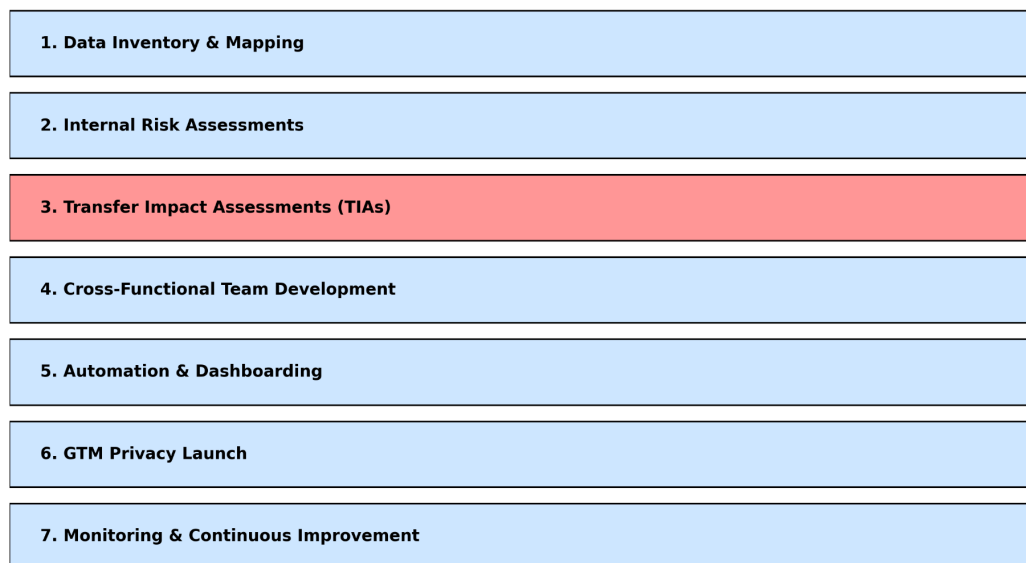 1. Data Inventory & Mapping
2. Internal Risk Assessments
3. Transfer Impact Assessments (TIAs)
4. Cross-Functional Team Development
5. Automation & Dashboarding
6. GTM Privacy Launch
7. Monitoring & Continuous Improvement